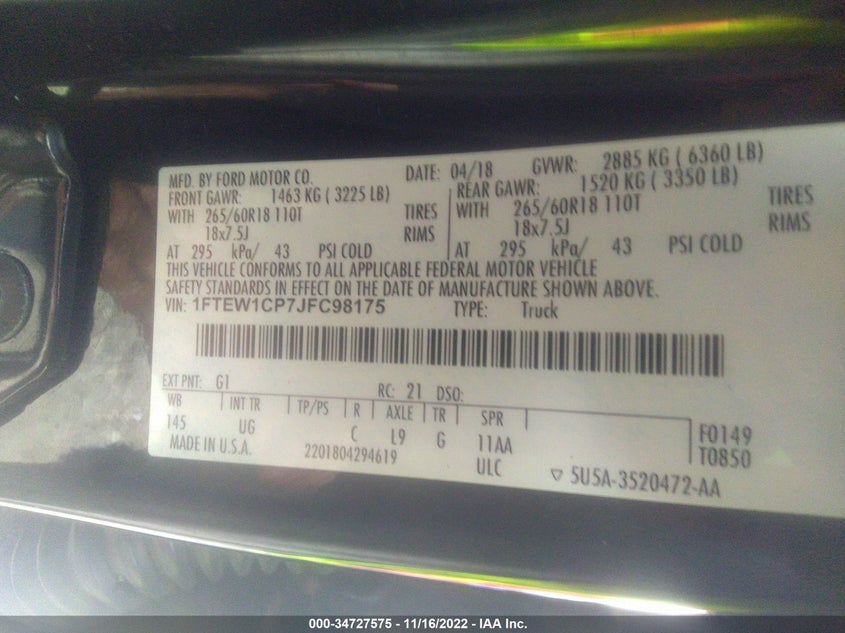 MFD. BY FORD MOTOR CO. DATE: 04/18 GVWR: 2885 KG ( 6360 LB)
FRONT GAWR: 1463 KG ( 3225 LB) REAR GAWR: 1520 KG ( 3350 LB)
WITH 265/60R18 110T TIRES WITH 265/60R18 110T TIRES
18x7.5J RIMS 18x7.5J RIMS
AT 295 kPa/ 43 PSI COLD AT 295 kPa/ 43 PSI COLD
THIS VEHICLE CONFORMS TO ALL APPLICABLE FEDERAL MOTOR VEHICLE
SAFETY STANDARDS IN EFFECT ON THE DATE OF MANUFACTURE SHOWN ABOVE.
VIN: 1FTEW1CP7JFC98175 TYPE: Truck
EXT PNT: G1 RC: 21 DSO:
WB INT TR TP/PS R AXLE TR SPR
145 UG C L9 G 11AA F0149
MADE IN U.S.A. 2201804294619 ULC T0850
▽ 5U5A-3520472-AA
000-34727575 - 11/16/2022 - IAA Inc.